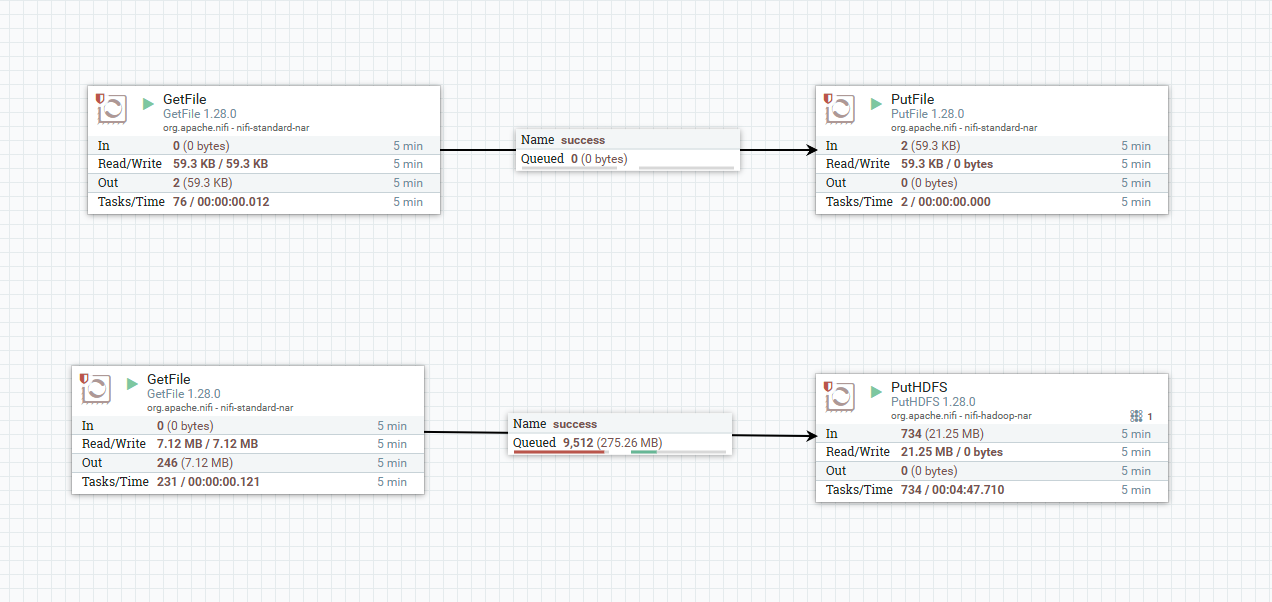 GetFile
GetFile 1.28.0
org.apache.nifi - nifi-standard-nar
In 0 (0 bytes) 5 min
Read/Write 59.3 KB / 59.3 KB 5 min
Out 2 (59.3 KB) 5 min
Tasks/Time 76 / 00:00:00.012 5 min
Name success
Queued 0 (0 bytes)
PutFile
PutFile 1.28.0
org.apache.nifi - nifi-standard-nar
In 2 (59.3 KB) 5 min
Read/Write 59.3 KB / 0 bytes 5 min
Out 0 (0 bytes) 5 min
Tasks/Time 2 / 00:00:00.000 5 min
GetFile
GetFile 1.28.0
org.apache.nifi - nifi-standard-nar
In 0 (0 bytes) 5 min
Read/Write 7.12 MB / 7.12 MB 5 min
Out 246 (7.12 MB) 5 min
Tasks/Time 231 / 00:00:00.121 5 min
Name success
Queued 9,512 (275.26 MB)
PutHDFS
PutHDFS 1.28.0
org.apache.nifi - nifi-hadoop-nar
1
In 734 (21.25 MB) 5 min
Read/Write 21.25 MB / 0 bytes 5 min
Out 0 (0 bytes) 5 min
Tasks/Time 734 / 00:04:47.710 5 min